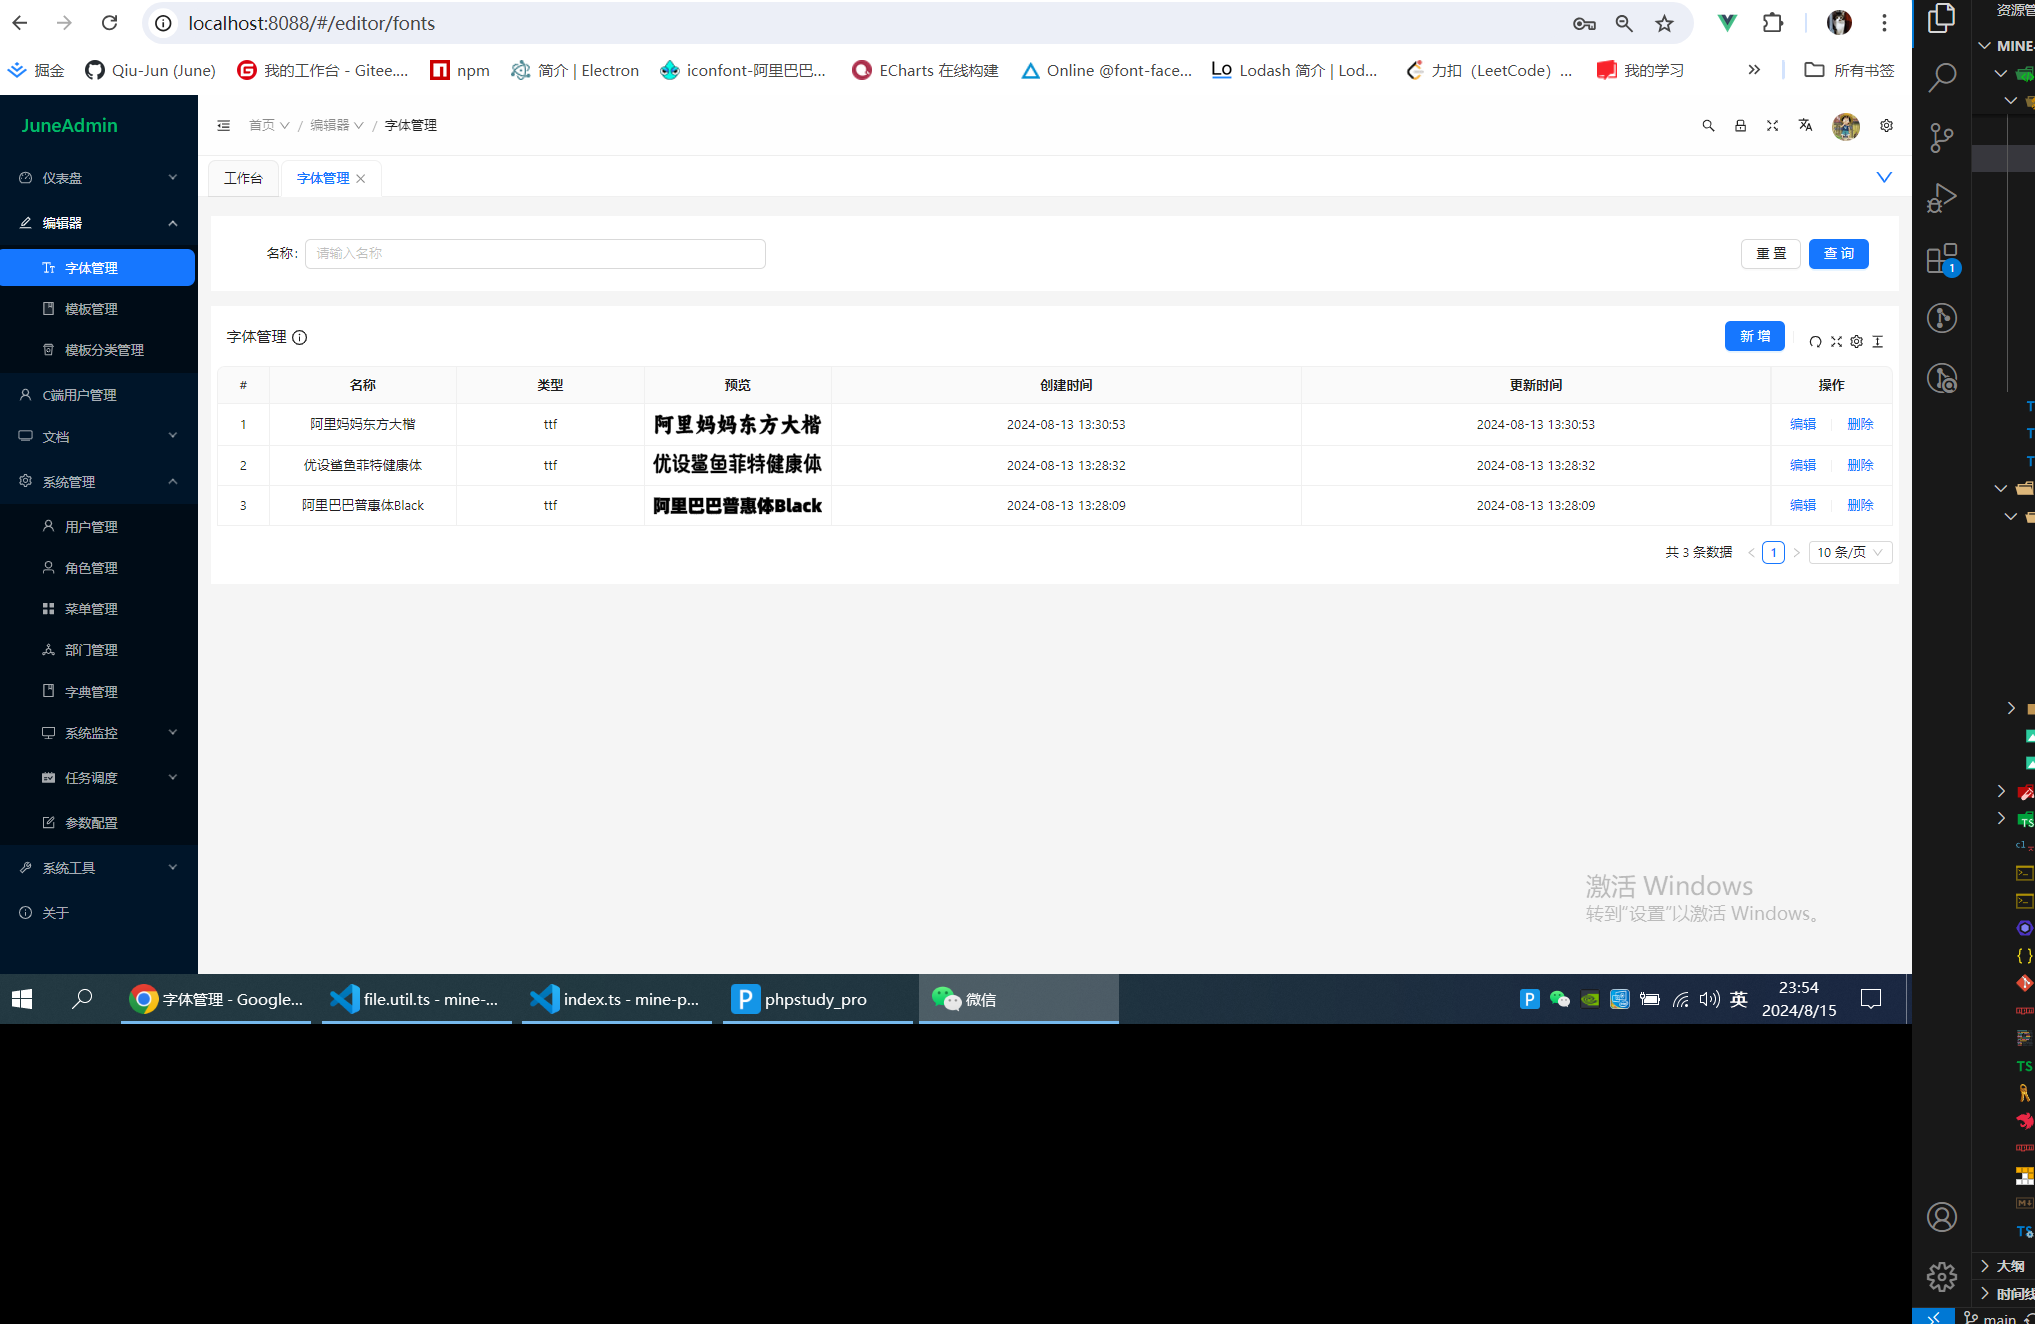 localhost:8088/#/editor/fonts
掘金
Qiu-Jun (June)
我的工作台 - Gitee....
npm
简介 | Electron
iconfont-阿里巴巴...
ECharts 在线构建
Online @font-face...
Lodash 简介 | Lod...
力扣（LeetCode）...
我的学习
所有书签
JuneAdmin
仪表盘
编辑器
字体管理
模板管理
模板分类管理
C端用户管理
文档
系统管理
用户管理
角色管理
菜单管理
部门管理
字典管理
系统监控
任务调度
参数配置
系统工具
关于
首页 / 编辑器 / 字体管理
工作台
字体管理
名称:
请输入名称
重 置
查 询
字体管理
新 增
# 名称 类型 预览 创建时间 更新时间 操作
1 阿里妈妈东方大楷 ttf 阿里妈妈东方大楷 2024-08-13 13:30:53 2024-08-13 13:30:53 编辑 删除
2 优设鲨鱼菲特健康体 ttf 优设鲨鱼菲特健康体 2024-08-13 13:28:32 2024-08-13 13:28:32 编辑 删除
3 阿里巴巴普惠体Black ttf 阿里巴巴普惠体Black 2024-08-13 13:28:09 2024-08-13 13:28:09 编辑 删除
共 3 条数据
1
10 条/页
激活 Windows
转到"设置"以激活 Windows。
字体管理 - Google...
file.util.ts - mine-...
index.ts - mine-p...
phpstudy_pro
微信
英
23:54
2024/8/15
资源管
MINE-
1
TS
TS
大纲
时间线
main